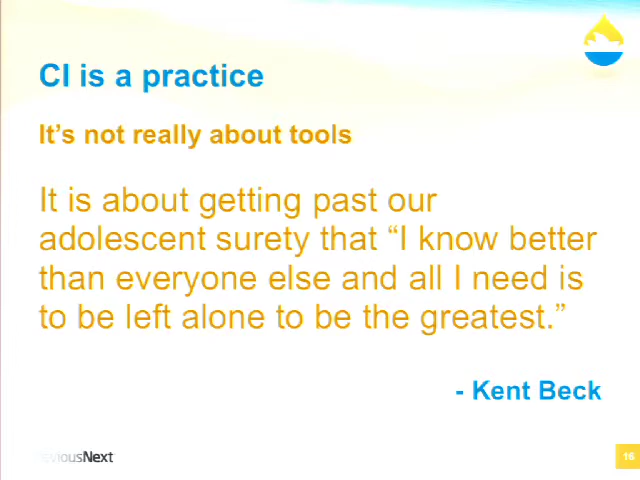 CI is a practice
It's not really about tools
It is about getting past our
adolescent surety that “I know better
than everyone else and all I need is
to be left alone to be the greatest.”
- Kent Beck
viousNext
16